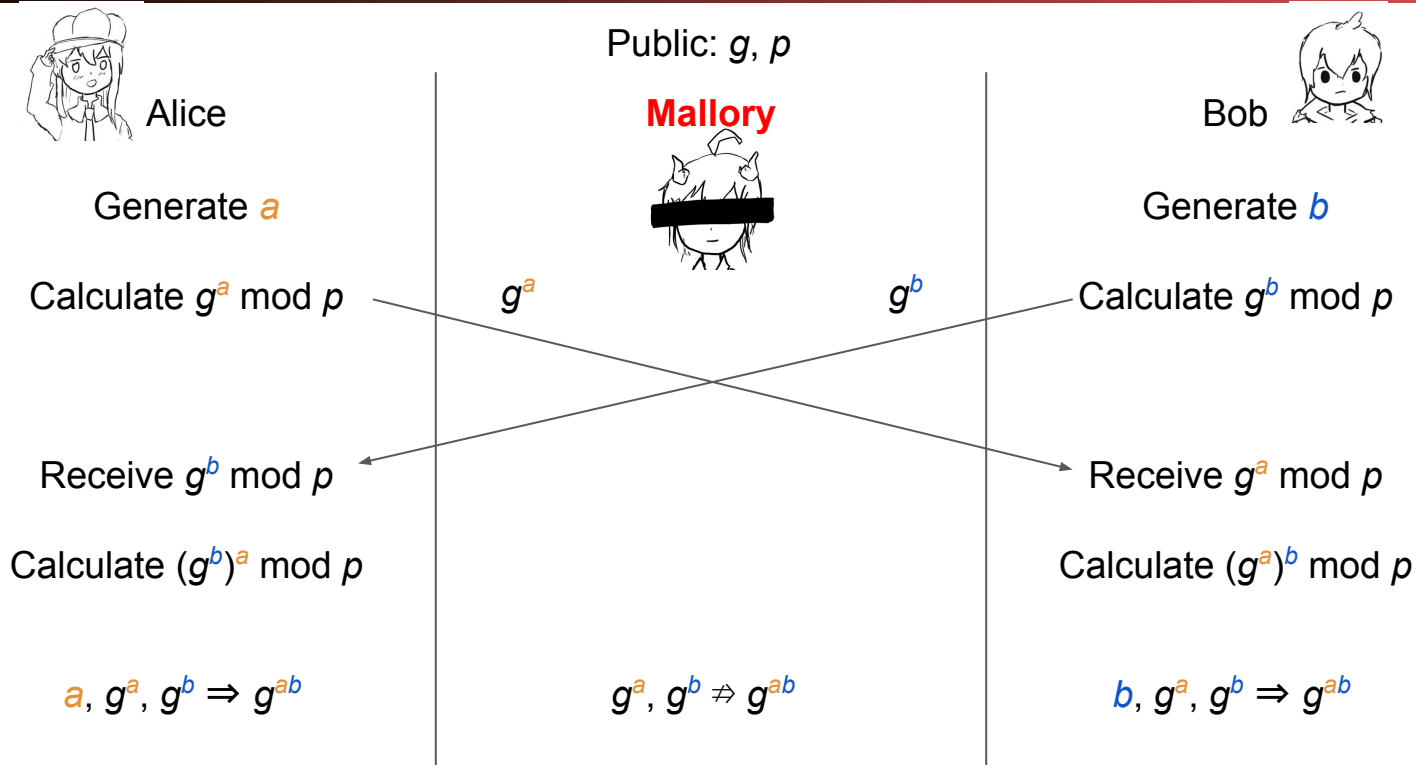 Public: g, p
Alice
Mallory
Bob
Generate a
Generate b
Calculate gᵃ mod p
gᵃ
gᵇ
Calculate gᵇ mod p
Receive gᵇ mod p
Receive gᵃ mod p
Calculate (gᵇ)ᵃ mod p
Calculate (gᵃ)ᵇ mod p
a, gᵃ, gᵇ ⇒ gᵃᵇ
gᵃ, gᵇ ⇏ gᵃᵇ
b, gᵃ, gᵇ ⇒ gᵃᵇ